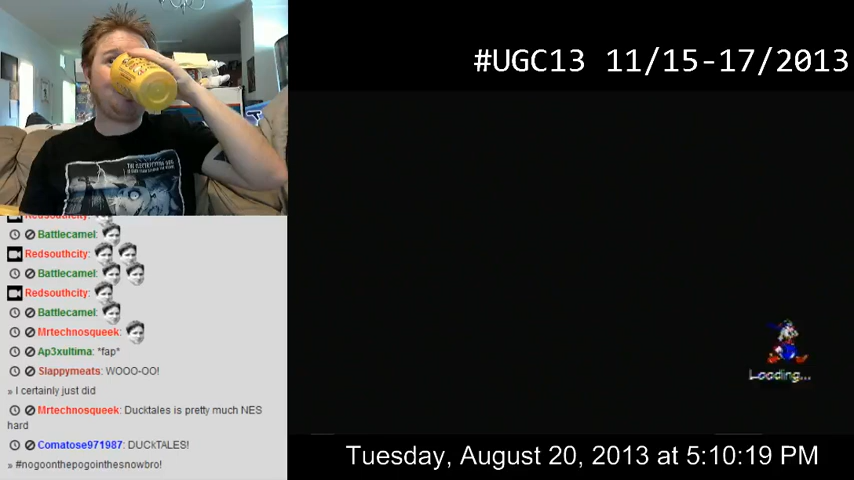 #UGC13 11/15-17/2013
Redsouthcity:
Battlecamel:
Redsouthcity:
Battlecamel:
Redsouthcity:
Battlecamel:
Mrtechnosqueek:
Ap3xultima: *fap*
Slappymeats: WOOO-OO!
» I certainly just did
Mrtechnosqueek: Ducktales is pretty much NES
hard
Comatose971987: DUCKTALES!
» #nogoonthepogointhesnowbro!
Loading...
Tuesday, August 20, 2013 at 5:10:19 PM